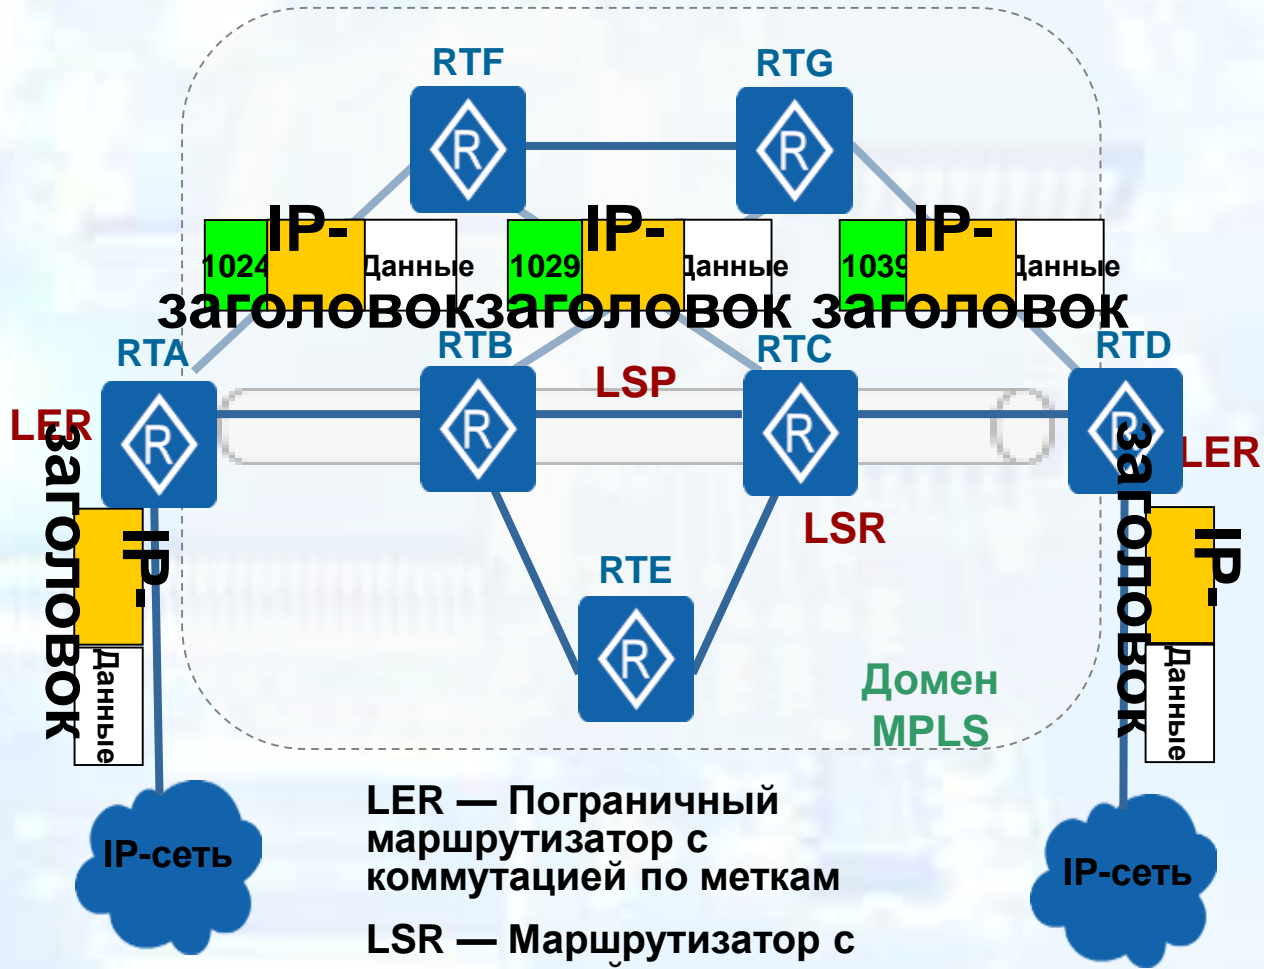 RTF
RTG
R
R
IP-
заголовок
1024
Данные
IP-
заголовок
1029
Данные
IP-
заголовок
1039
Данные
RTA
RTB
RTC
RTD
LSP
LER
R
R
R
R
LER
LSR
IP-
заголовок
Данные
IP-
заголовок
Данные
RTE
R
Домен
MPLS
IP-сеть
IP-сеть
LER — Пограничный
маршрутизатор с
коммутацией по меткам
LSR — Маршрутизатор с